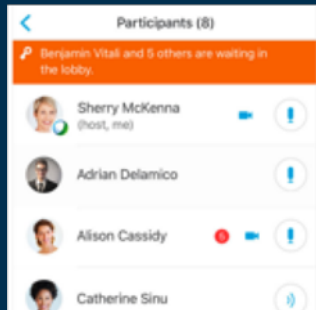 Participants (8)
Benjamin Vitali and 5 others are waiting in
the lobby.
Sherry McKenna
(host, me)
Adrian Delamico
Alison Cassidy
Catherine Sinu